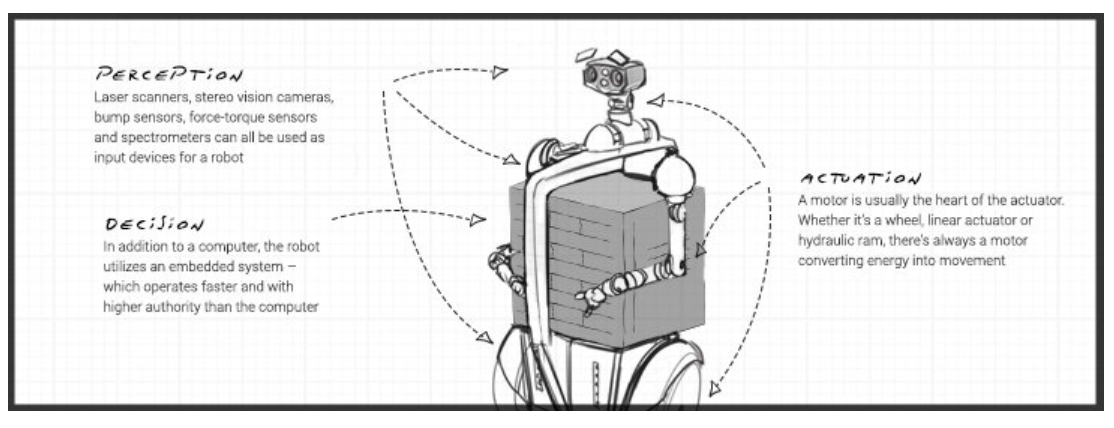 PERCEPTION
Laser scanners, stereo vision cameras,
bump sensors, force-torque sensors
and spectrometers can all be used as
input devices for a robot
DECISION
In addition to a computer, the robot
utilizes an embedded system –
which operates faster and with
higher authority than the computer
ACTUATION
A motor is usually the heart of the actuator.
Whether it's a wheel, linear actuator or
hydraulic ram, there's always a motor
converting energy into movement